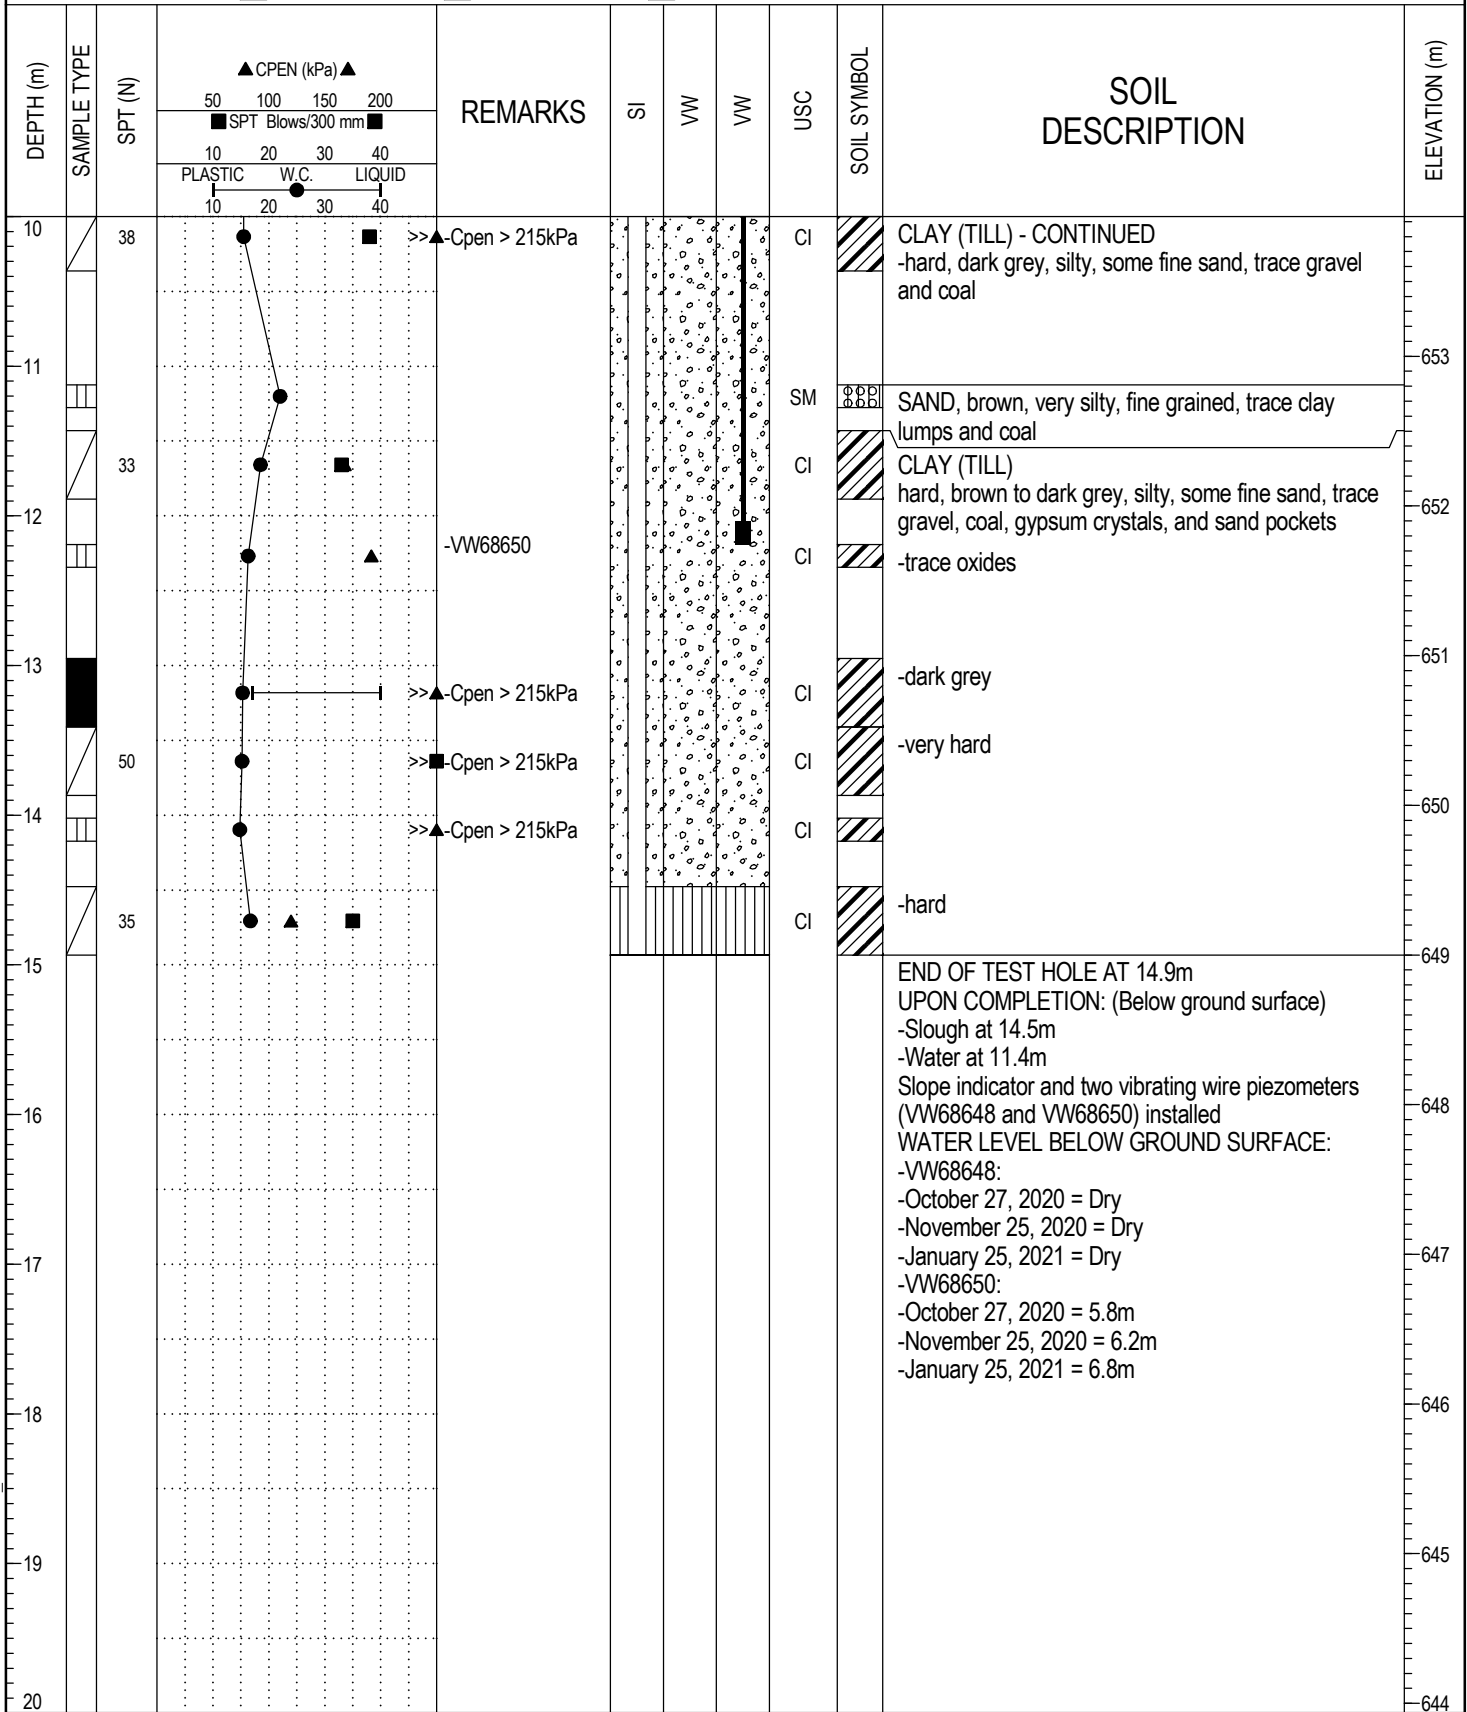 DEPTH (m)
SAMPLE TYPE
SPT (N)
CPEN (kPa)
50 100 150 200
SPT Blows/300 mm
10 20 30 40
PLASTIC W.C. LIQUID
10 20 30 40
REMARKS
SI
VW
VW
USC
SOIL SYMBOL
SOIL
DESCRIPTION
ELEVATION (m)
10
38
>>
-Cpen > 215kPa
CI
CLAY (TILL) - CONTINUED
-hard, dark grey, silty, some fine sand, trace gravel
and coal
11
653
SM
SAND, brown, very silty, fine grained, trace clay
lumps and coal
33
CI
CLAY (TILL)
hard, brown to dark grey, silty, some fine sand, trace
gravel, coal, gypsum crystals, and sand pockets
12
652
-VW68650
CI
-trace oxides
13
651
>>
-Cpen > 215kPa
CI
-dark grey
50
>>
-Cpen > 215kPa
CI
-very hard
14
650
>>
-Cpen > 215kPa
CI
35
CI
-hard
15
649
END OF TEST HOLE AT 14.9m
UPON COMPLETION: (Below ground surface)
-Slough at 14.5m
-Water at 11.4m
Slope indicator and two vibrating wire piezometers
(VW68648 and VW68650) installed
16
648
WATER LEVEL BELOW GROUND SURFACE:
-VW68648:
-October 27, 2020 = Dry
-November 25, 2020 = Dry
-January 25, 2021 = Dry
17
647
-VW68650:
-October 27, 2020 = 5.8m
-November 25, 2020 = 6.2m
-January 25, 2021 = 6.8m
18
646
19
645
20
644